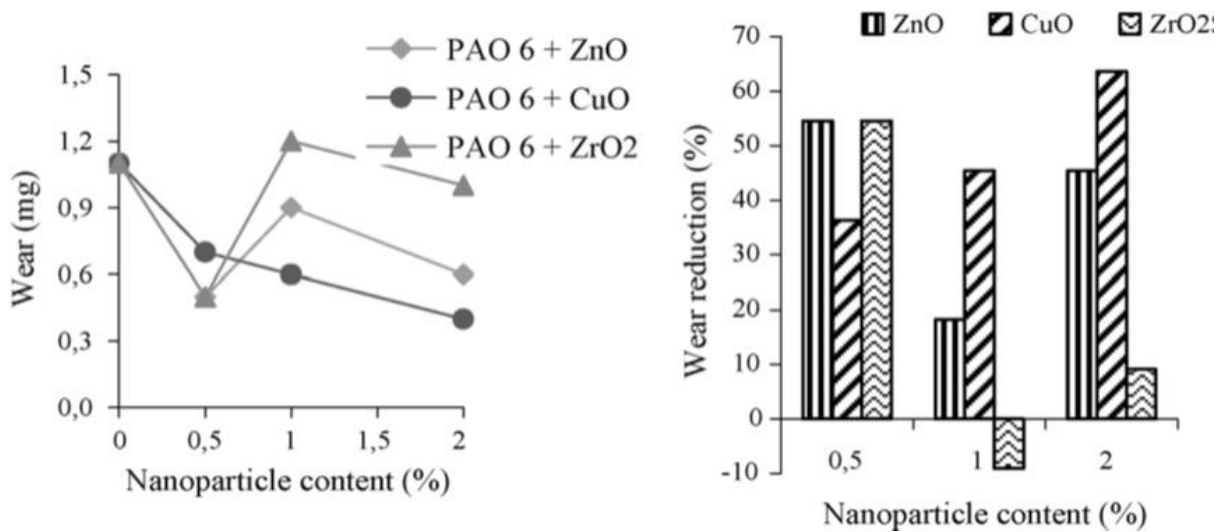 PAO 6 + ZnO
PAO 6 + CuO
PAO 6 + ZrO2
1,5
1.2
0,9
0.6
0.3
0,0
Wear (mg)
0
0,5
1
1,5
2
Nanoparticle content (%)
ZnO
CuO
ZrO2S
70
60
50
40
30
20
10
0
-10
Wear reduction (%)
0,5
1
2
Nanoparticle content (%)